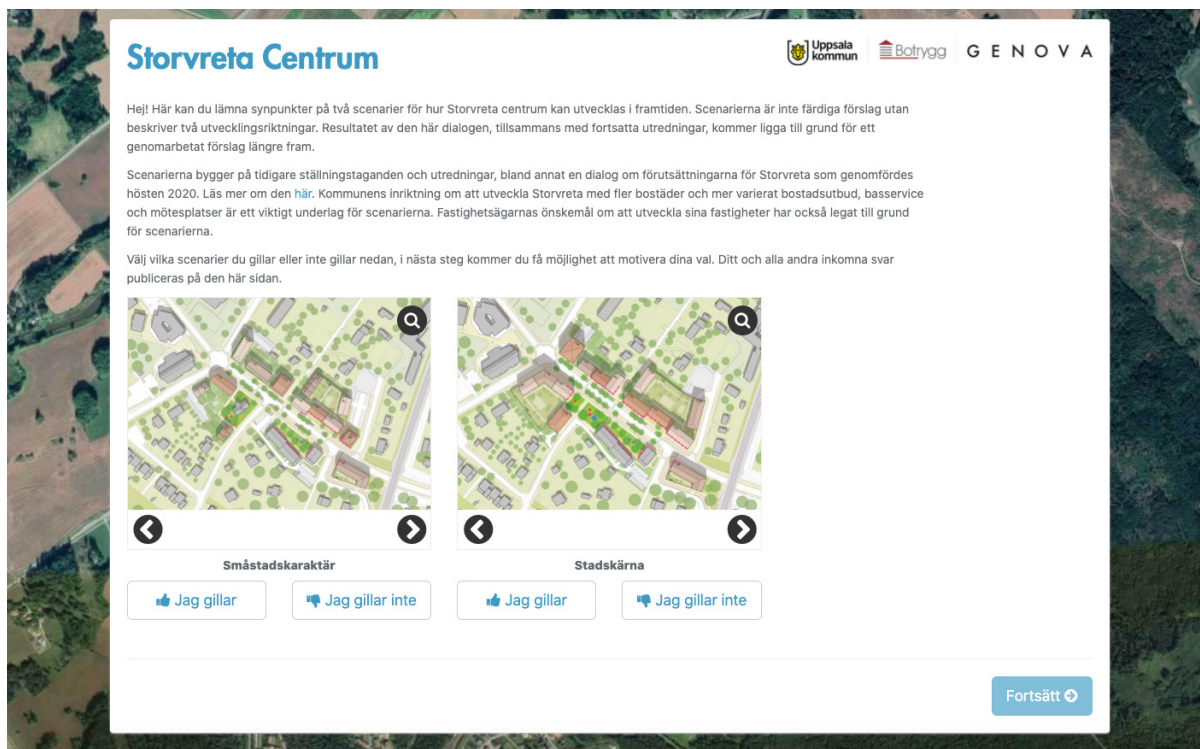 Storvreta Centrum
Uppsala
kommun
Botrygg
GENOVA
Hej! Här kan du lämna synpunkter på två scenarier för hur Storvreta centrum kan utvecklas i framtiden. Scenarierna är inte färdiga förslag utan
beskriver två utvecklingsriktningar. Resultatet av den här dialogen, tillsammans med fortsatta utredningar, kommer ligga till grund för ett
genomarbetat förslag längre fram.
Scenarierna bygger på tidigare ställningstaganden och utredningar, bland annat en dialog om förutsättningarna för Storvreta som genomfördes
hösten 2020. Läs mer om den här. Kommunens inriktning om att utveckla Storvreta med fler bostäder och mer varierat bostadsutbud, basservice
och mötesplatser är ett viktigt underlag för scenarierna. Fastighetsägarnas önskemål om att utveckla sina fastigheter har också legat till grund
för scenarierna.
Välj vilka scenarier du gillar eller inte gillar nedan, i nästa steg kommer du få möjlighet att motivera dina val. Ditt och alla andra inkomna svar
publiceras på den här sidan.
Småstadskaraktär
Jag gillar
Jag gillar inte
Stadskärna
Jag gillar
Jag gillar inte
Fortsätt